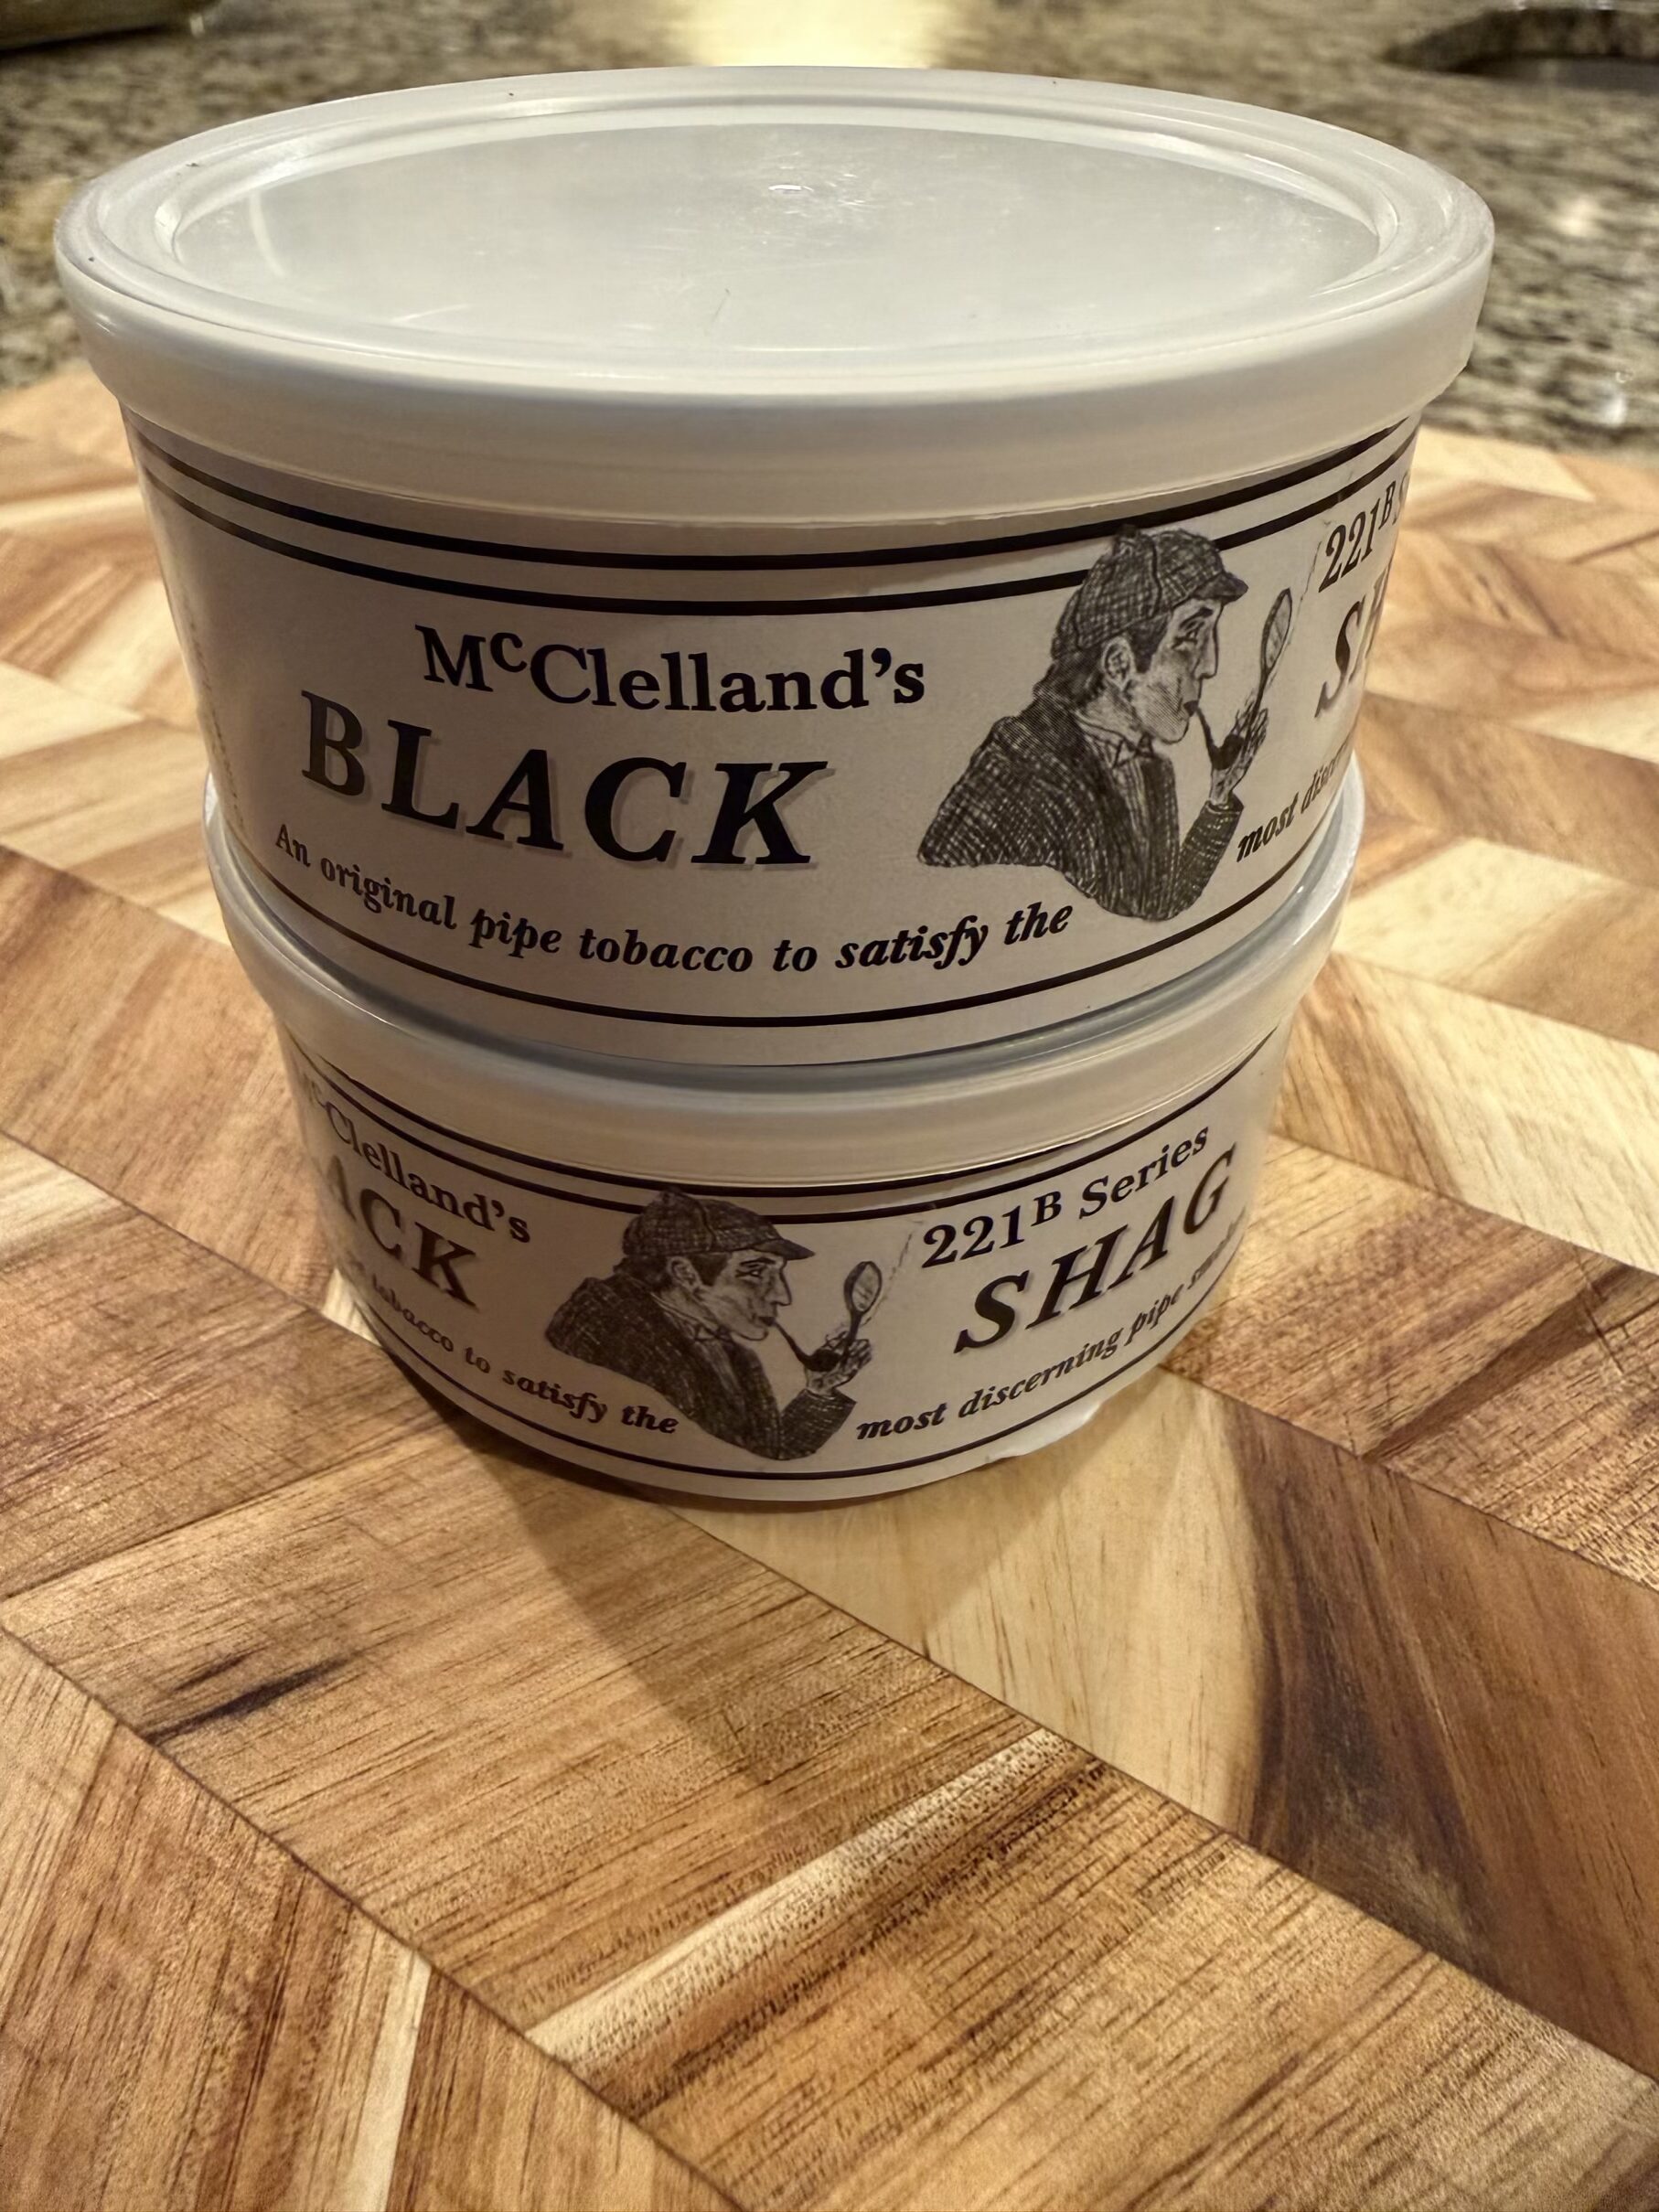 McClelland's
BLACK
An original pipe tobacco to satisfy the
221B
most
McClelland's
ACK
tobacco to satisfy the
221B Series
SHAG
most discerning pipe